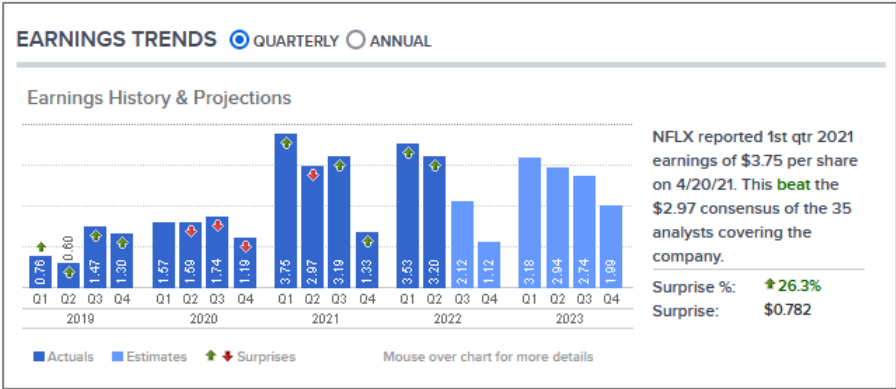 EARNINGS TRENDS QUARTERLY ANNUAL
Earnings History & Projections
0.76 0.60 1.47 1.30 1.57 1.59 1.74 1.19 3.75 2.97 3.19 1.33 3.53 3.20 2.12 1.12 3.18 2.94 2.74 1.99
Q1 Q2 Q3 Q4 Q1 Q2 Q3 Q4 Q1 Q2 Q3 Q4 Q1 Q2 Q3 Q4 Q1 Q2 Q3 Q4
2019 2020 2021 2022 2023
Actuals Estimates Surprises Mouse over chart for more details
NFLX reported 1st qtr 2021
earnings of $3.75 per share
on 4/20/21. This beat the
$2.97 consensus of the 35
analysts covering the
company.
Surprise %: 26.3%
Surprise: $0.782